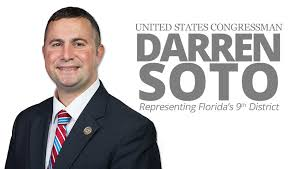 UNITED STATES CONGRESSMAN
DARREN
SOTO
Representing Florida's 9th District